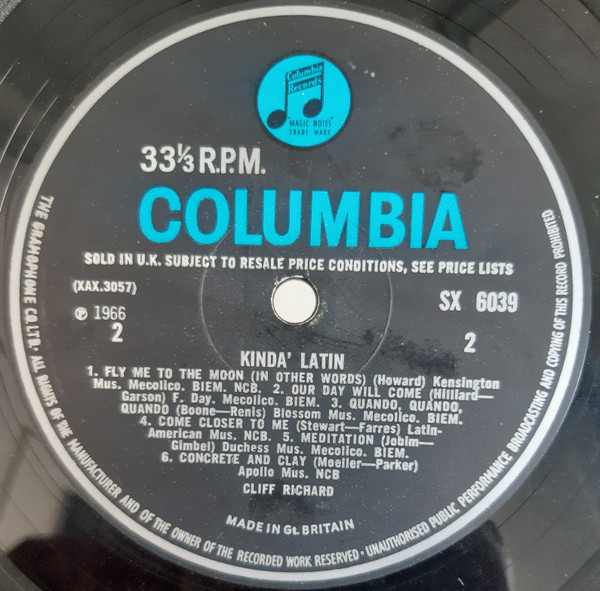 Columbia
Records
"MAGIC NOTES"
TRADE MARK
33⅓ R.P.M.
COLUMBIA
SOLD IN U.K. SUBJECT TO RESALE PRICE CONDITIONS, SEE PRICE LISTS
(XAX.3057)
SX 6039
℗ 1966
2
2
KINDA' LATIN
1. FLY ME TO THE MOON (IN OTHER WORDS) (Howard) Kensington
Mus. Mecolico. BIEM. NCB. 2. OUR DAY WILL COME (Hilliard—
Garson) F. Day. Mecolico. BIEM. 3. QUANDO, QUANDO,
QUANDO (Boone—Renis) Blossom Mus. Mecolico. BIEM.
4. COME CLOSER TO ME (Stewart—Farres) Latin-
American Mus. NCB. 5. MEDITATION (Jobim—
Gimbel) Duchess Mus. Mecolico. BIEM.
6. CONCRETE AND CLAY (Moeller—Parker)
Apollo Mus. NCB
CLIFF RICHARD
MADE IN Gt. BRITAIN
THE GRAMOPHONE CO. LTD. · ALL RIGHTS OF THE MANUFACTURER AND OF THE OWNER OF THE RECORDED WORK RESERVED · UNAUTHORISED PUBLIC PERFORMANCE BROADCASTING AND COPYING OF THIS RECORD PROHIBITED